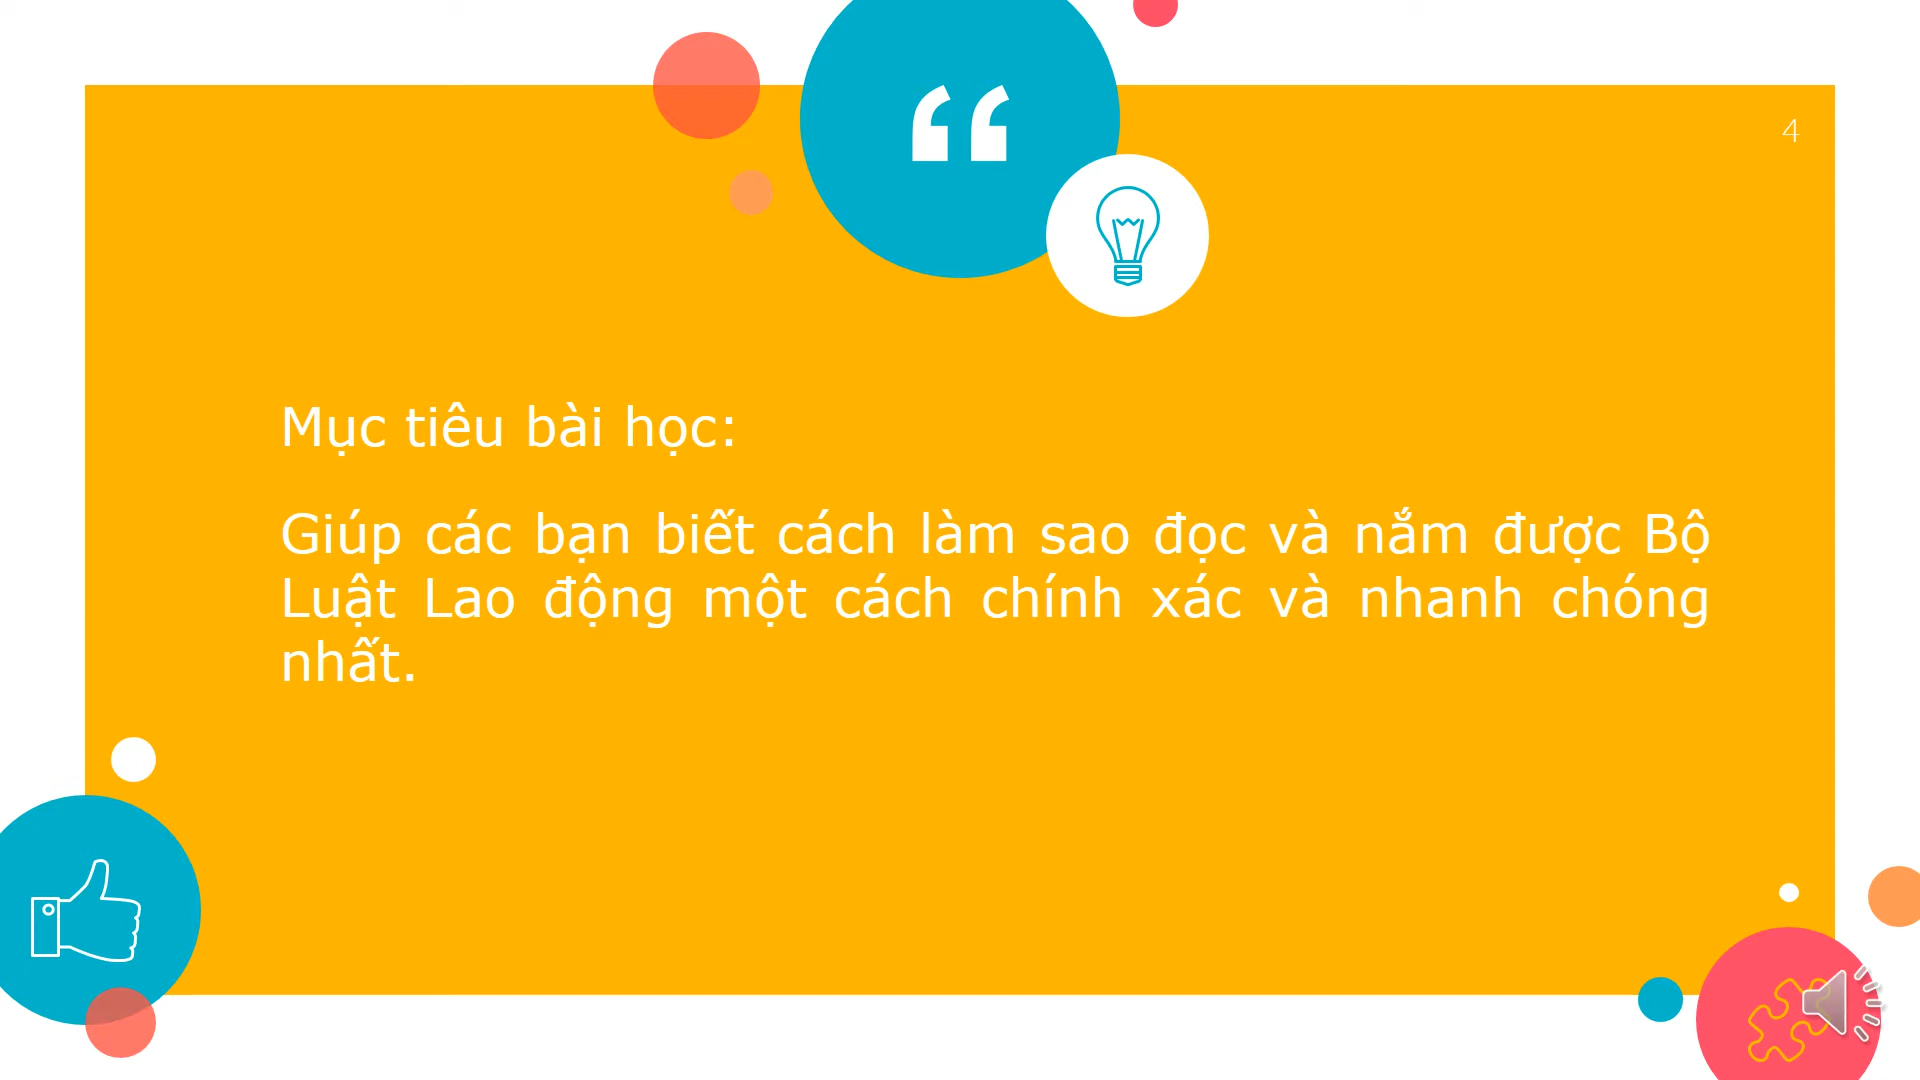 “
4
Mục tiêu bài học:
Giúp các bạn biết cách làm sao đọc và nắm được Bộ
Luật Lao động một cách chính xác và nhanh chóng
nhất.